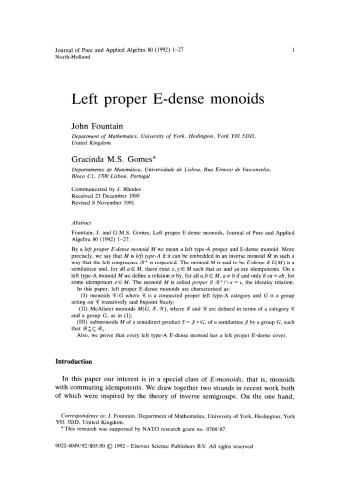 Journal of Pure and Applied Algebra 80 (1992) 1-27 1
North-Holland
Left proper E-dense monoids
John Fountain
Department of Mathematics, University of York, Heslington, York YO1 5DD,
United Kingdom
Gracinda M.S. Gomes*
Departamento de Matemática, Universidade de Lisboa, Rua Ernesto de Vasconcelos,
Bloco C1, 1700 Lisboa, Portugal
Communicated by J. Rhodes
Received 23 December 1990
Revised 8 November 1991
Abstract
Fountain, J. and G.M.S. Gomes, Left proper E-dense monoids, Journal of Pure and Applied
Algebra 80 (1992) 1-27.
By a left proper E-dense monoid M we mean a left type-A proper and E-dense monoid. More
precisely, we say that M is left type-A if it can be embedded in an inverse monoid M in such a
way that the left congruence ℛ* is respected. The monoid M is said to be E-dense if E(M) is a
semilattice and, for all a∈M, there exist x, y∈M such that ax and ya are idempotents. On a
left type-A monoid M we define a relation σ by, for all a,b∈M, a σ b if and only if ea = eb, for
some idempotent e∈M. The monoid M is called proper if ℛ*∩σ = ι, the identity relation.
In this paper, left proper E-dense monoids are characterised as:
(I) monoids 𝒞/G where 𝒞 is a connected proper left type-A category and G is a group
acting on 𝒞 transitively and fixpoint freely;
(II) McAlister monoids M(G, 𝒳, 𝒴), where 𝒳 and 𝒴 are defined in terms of a category 𝒞
and a group G, as in (I);
(III) submonoids M of a semidirect product S = 𝒥 * G, of a semilattice 𝒥 by a group G, such
that ℛ*⊆
Also, we prove that every left type-A E-dense monoid has a left proper E-dense cover.
Introduction
In this paper our interest is in a special class of E-monoids, that is, monoids
with commuting idempotents. We draw together two strands in recent work both
of which were inspired by the theory of inverse semigroups. On the one hand,
Correspondence to: J. Fountain, Department of Mathematics, University of York, Heslington, York
YO1 5DD, United Kingdom.
* This research was supported by NATO research grant no. 0768/87.
0022-4049/92/$05.00 © 1992 – Elsevier Science Publishers B.V. All rights reserved